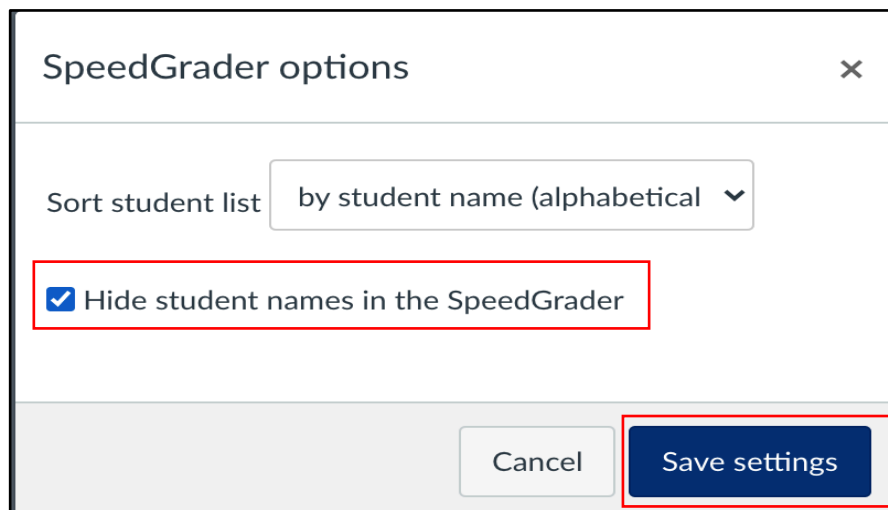 SpeedGrader options
Sort student list by student name (alphabetical
Hide student names in the SpeedGrader
Cancel Save settings